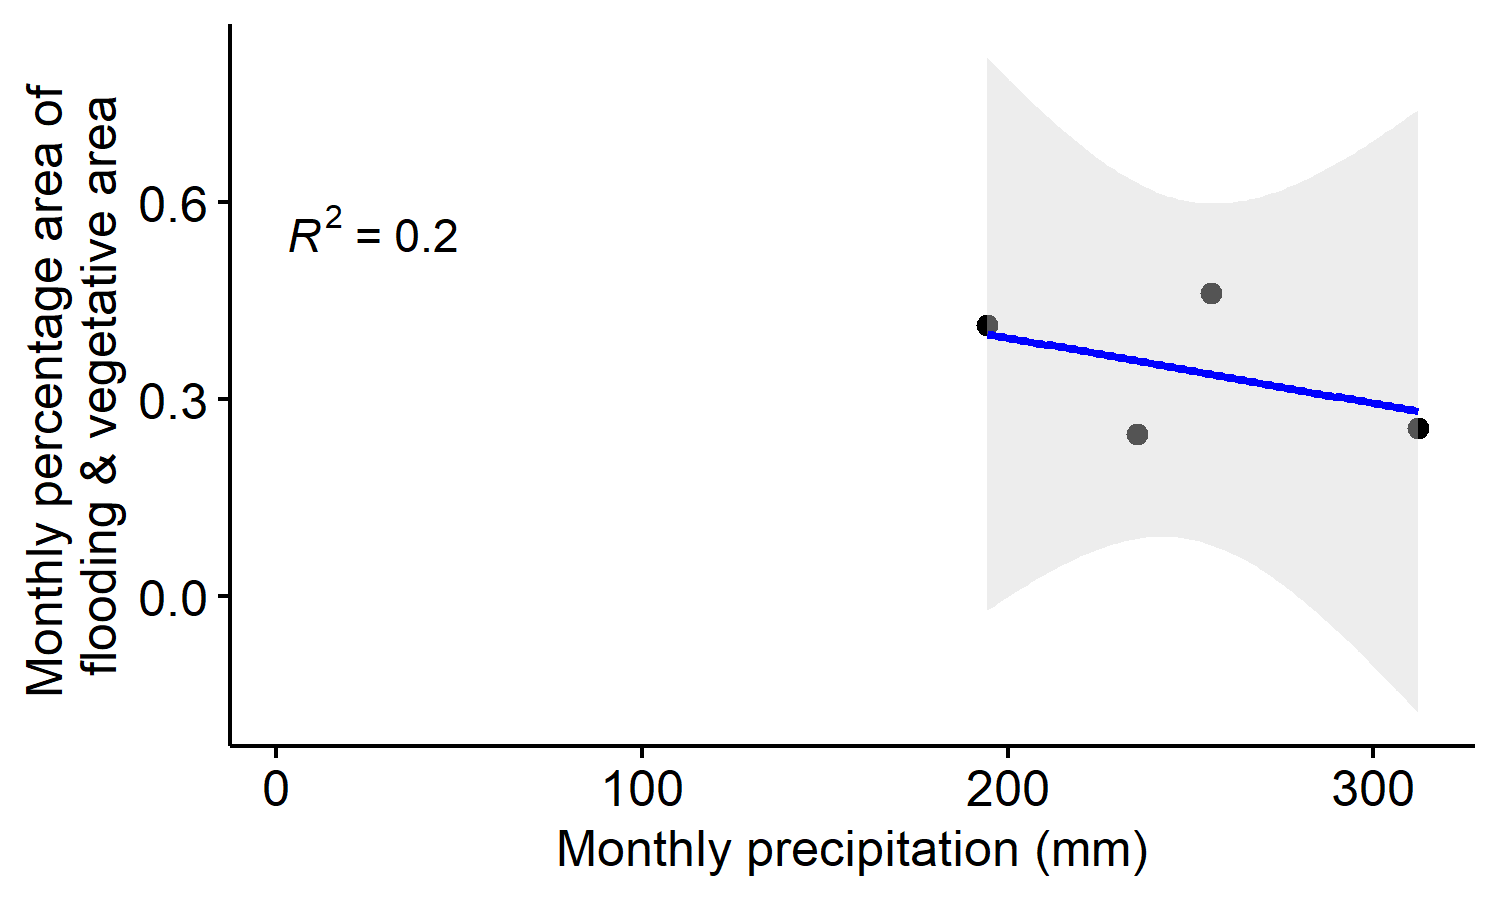 Monthly percentage area of
flooding & vegetative area
0.6
0.3
0.0
R² = 0.2
0 100 200 300
Monthly precipitation (mm)